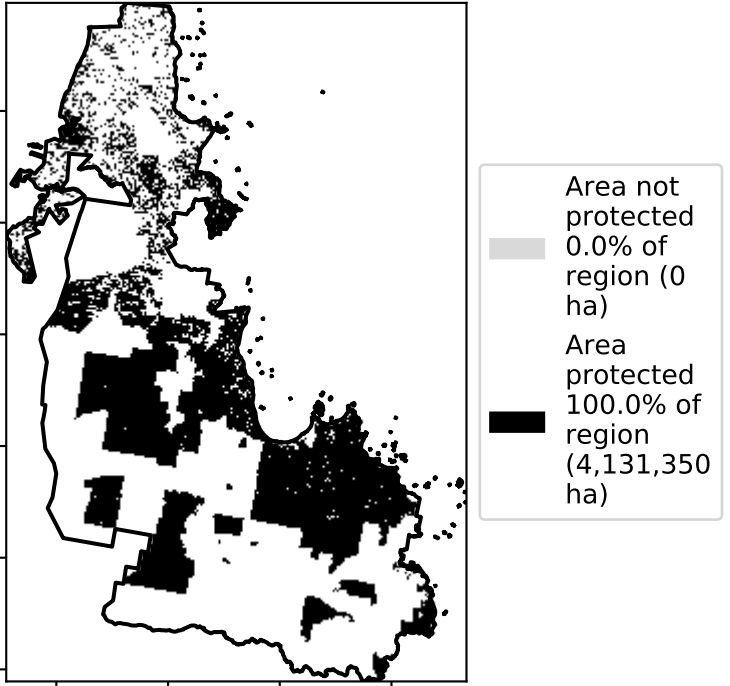 Area not
protected
0.0% of
region (0
ha)
Area
protected
100.0% of
region
(4,131,350
ha)